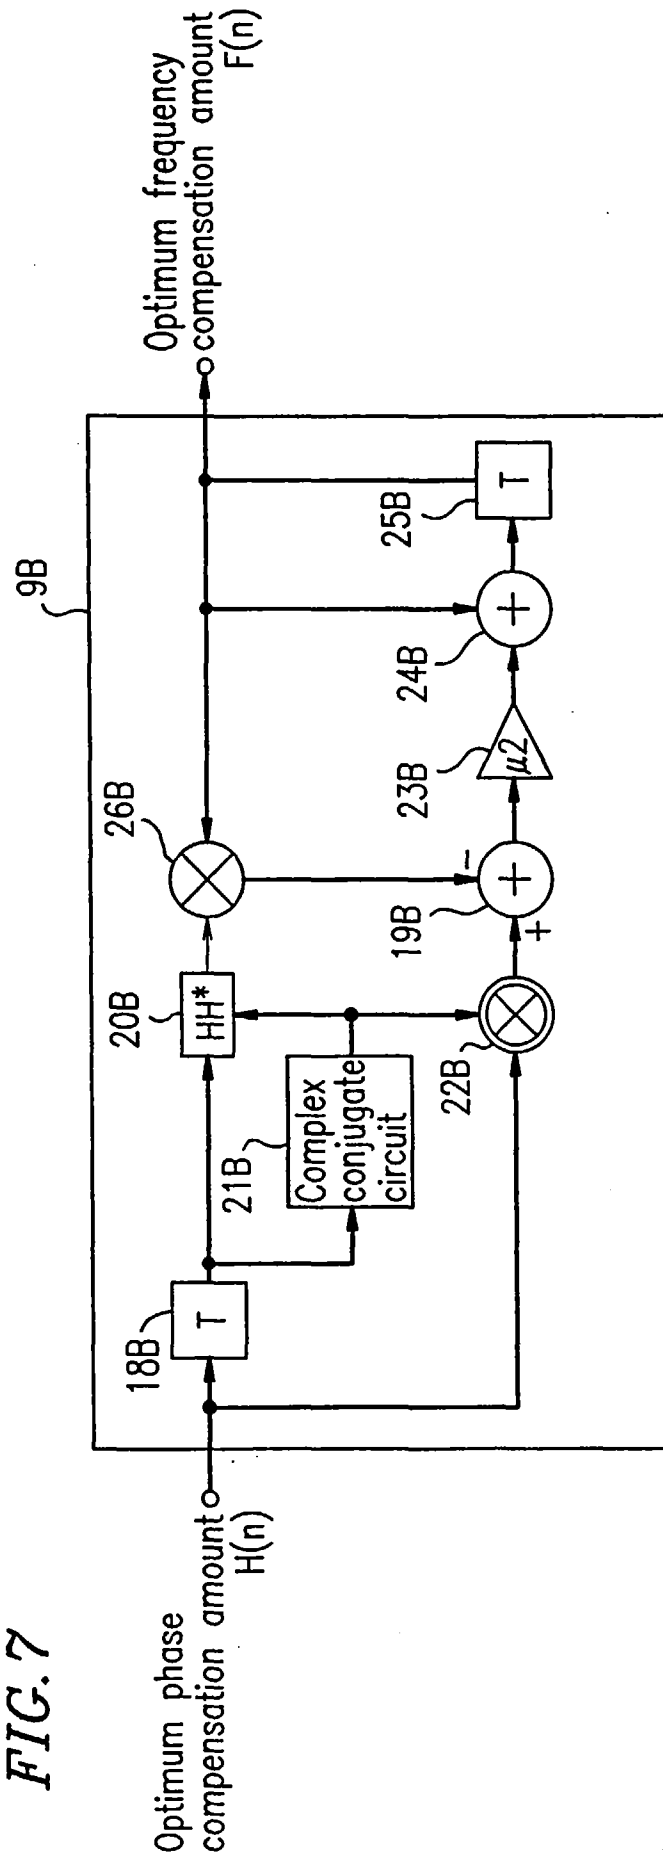 FIG. 7
9B
Optimum phase
compensation amount
H(n)
18B
T
21B
Complex
conjugate
circuit
20B
HH*
26B
22B
+
19B
−
+
23B
μ2
24B
+
25B
T
Optimum frequency
compensation amount
F(n)